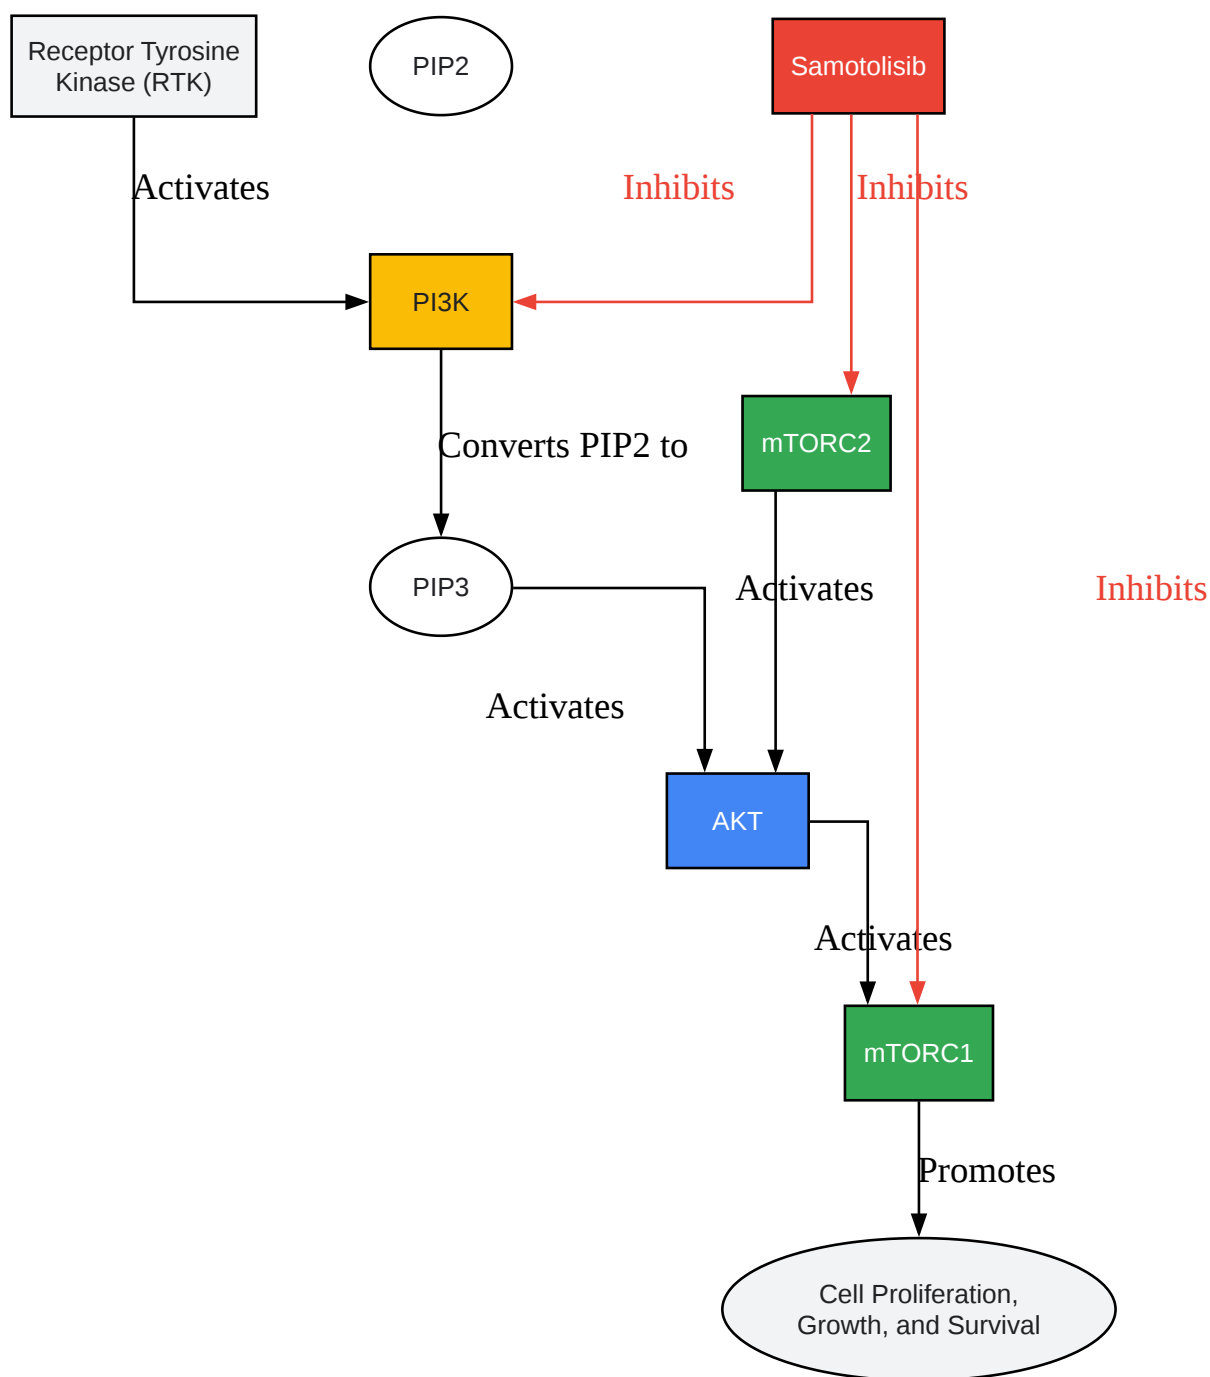 Receptor Tyrosine
Kinase (RTK)
PIP2
Samotolisib
Activates
Inhibits
Inhibits
PI3K
Converts PIP2 to
mTORC2
PIP3
Activates
Inhibits
Activates
AKT
Activates
mTORC1
Promotes
Cell Proliferation,
Growth, and Survival